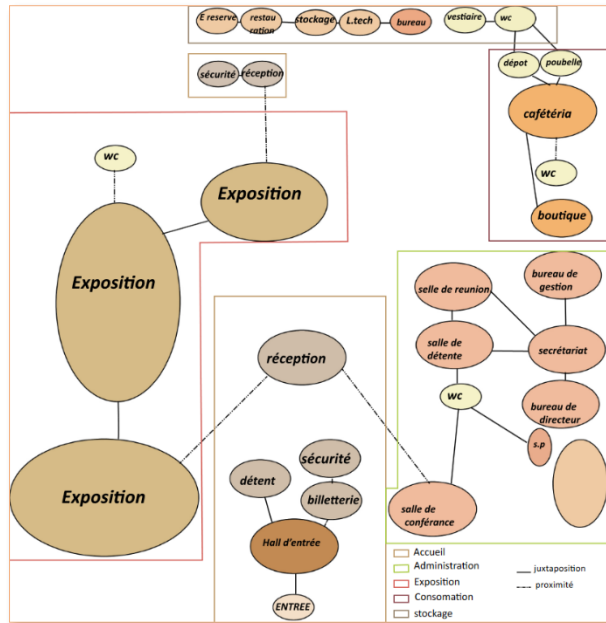 E reserve
restau
ration
stockage
L.tech
bureau
vestiaire
wc
sécurité
réception
dépot
poubelle
cafétéria
wc
boutique
wc
Exposition
Exposition
Exposition
selle de reunion
bureau de
gestion
salle de
détente
secrétariat
wc
bureau de
directeur
s.p
salle de
conférance
réception
sécurité
détent
billetterie
Hall d'entrée
ENTREE
Accueil
Administration
Exposition
Consomation
stockage
juxtaposition
proximité